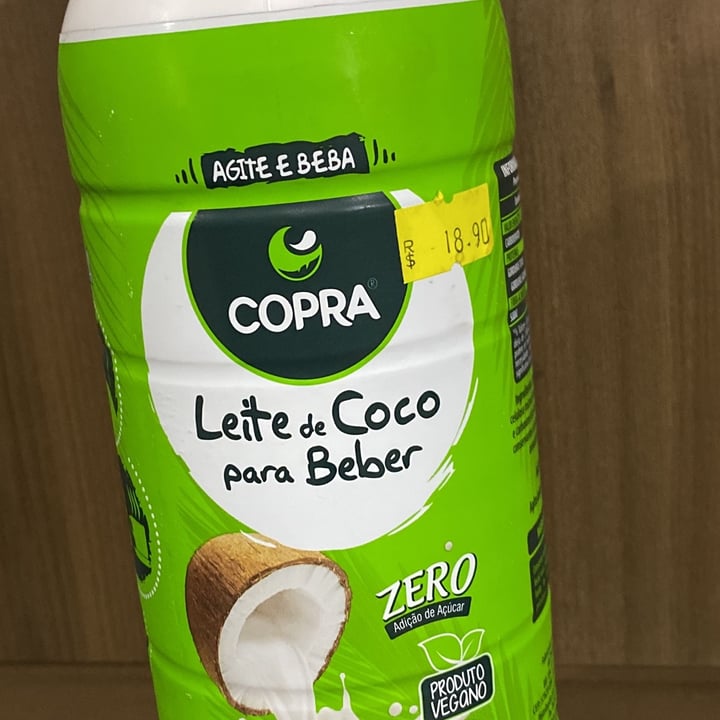 AGITE E BEBA
R$ 18.90
COPRA®
Leite de Coco
para Beber
ZERO
Adição de Açúcar
PRODUTO
VEGANO